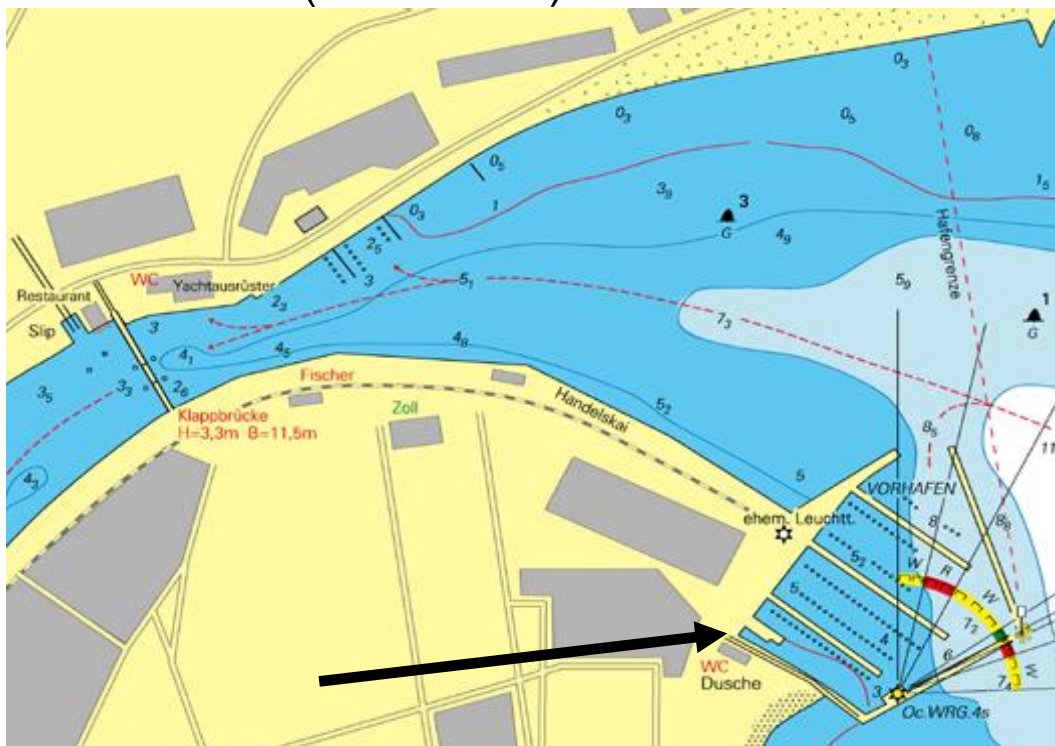 0₃
0₃
0₅
0₈
0₅
3₉
1₅
0₃
1
3
G
4₉
Hafengrenze
2₅
5₉
WC
Yachtausrüster
3
5₁
1
G
Restaurant
2₃
7₃
Slip
3
4₁
4₅
4₉
3₅
3₃
2₆
Fischer
Klappbrücke
H=3,3m B=11,5m
Zoll
Handelskai
5₂
8₅
11
4₃
5
VORHAFEN
ehem. Leuchtt.
8
8₈
5₂
W
R
W
5
7₂
4
6
WC
Dusche
3
W
7₄
Oc.WRG.4s